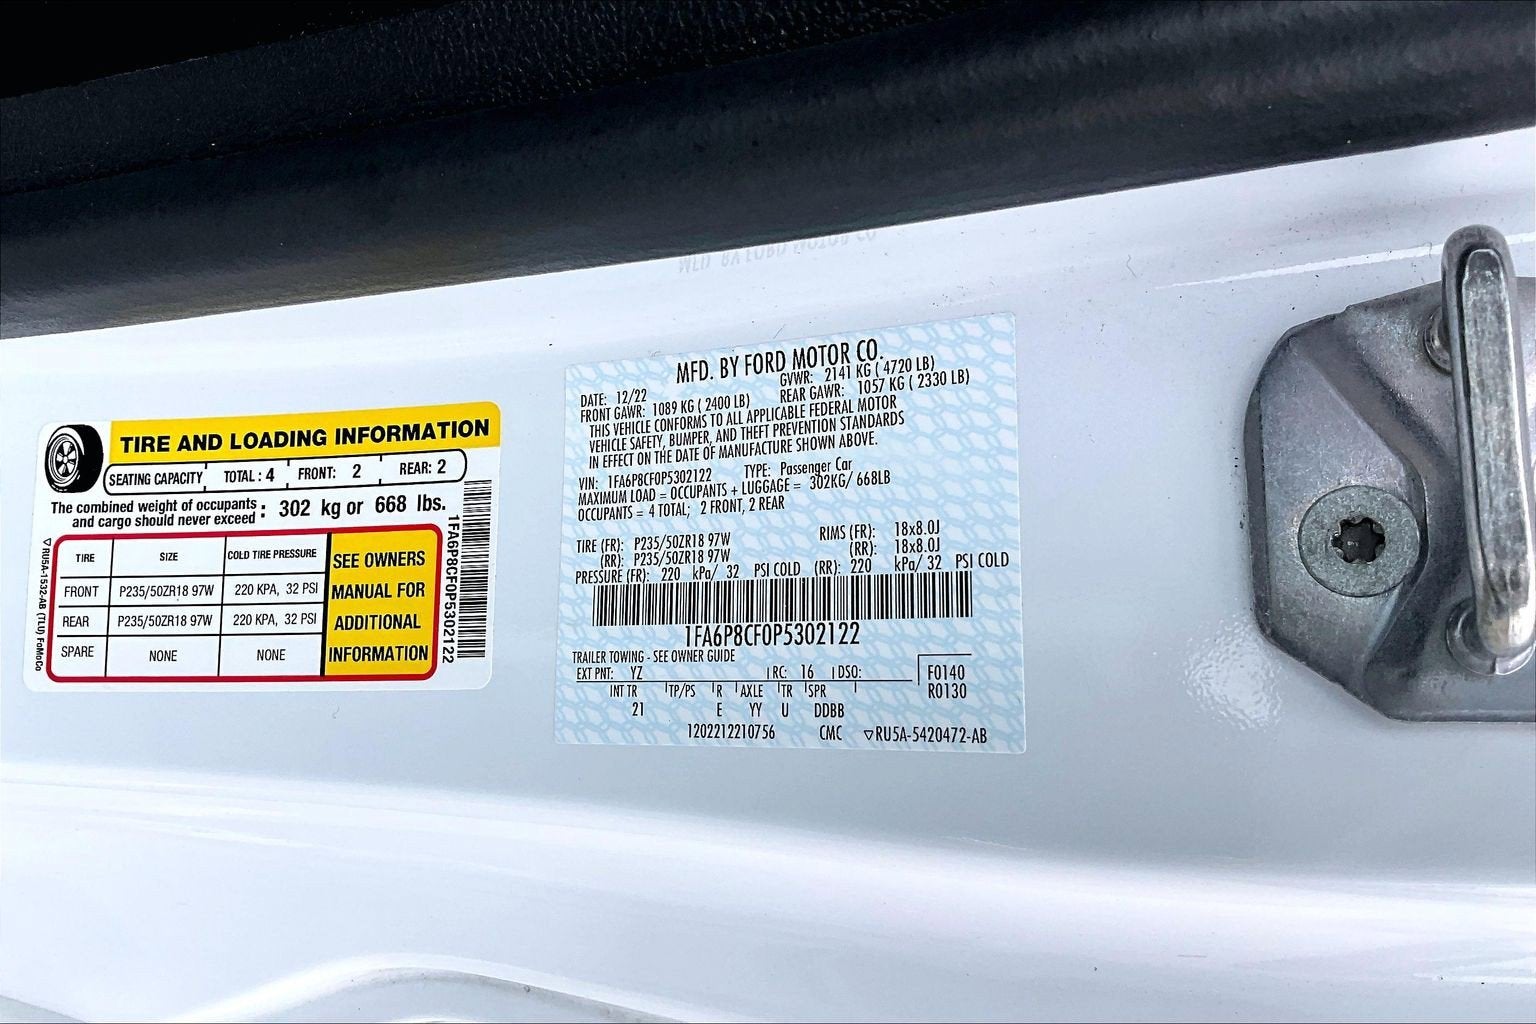 TIRE AND LOADING INFORMATION
SEATING CAPACITY TOTAL : 4 FRONT: 2 REAR: 2
The combined weight of occupants and cargo should never exceed : 302 kg or 668 lbs.
TIRE SIZE COLD TIRE PRESSURE
FRONT P235/50ZR18 97W 220 KPA, 32 PSI
REAR P235/50ZR18 97W 220 KPA, 32 PSI
SPARE NONE NONE
SEE OWNERS
MANUAL FOR
ADDITIONAL
INFORMATION
▽RU5A-1532-AB (TLU) FoMoCo
1FA6P8CF0P5302122
MFD. BY FORD MOTOR CO.
DATE: 12/22 GVWR: 2141 KG ( 4720 LB)
FRONT GAWR: 1089 KG ( 2400 LB) REAR GAWR: 1057 KG ( 2330 LB)
THIS VEHICLE CONFORMS TO ALL APPLICABLE FEDERAL MOTOR
VEHICLE SAFETY, BUMPER, AND THEFT PREVENTION STANDARDS
IN EFFECT ON THE DATE OF MANUFACTURE SHOWN ABOVE.
VIN: 1FA6P8CF0P5302122 TYPE: Passenger Car
MAXIMUM LOAD = OCCUPANTS + LUGGAGE = 302KG/ 668LB
OCCUPANTS = 4 TOTAL; 2 FRONT, 2 REAR
TIRE (FR): P235/50ZR18 97W RIMS (FR): 18x8.0J
(RR): P235/50ZR18 97W (RR): 18x8.0J
PRESSURE (FR): 220 kPa/ 32 PSI COLD (RR): 220 kPa/ 32 PSI COLD
1FA6P8CF0P5302122
TRAILER TOWING - SEE OWNER GUIDE
EXT PNT: YZ RC: 16 DSO: F0140
INT TR TP/PS R AXLE TR SPR R0130
21 E YY U DDBB
1202212210756 CMC ▽RU5A-5420472-AB